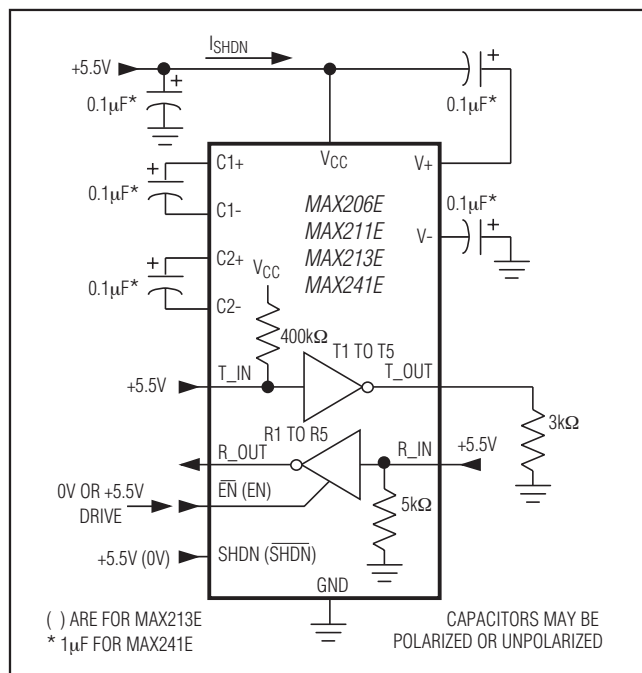 I_SHDN
+5.5V
0.1μF*
0.1μF*
V_CC
V+
C1+
0.1μF*
C1-
MAX206E
MAX211E
MAX213E
MAX241E
0.1μF*
V-
C2+
0.1μF*
C2-
V_CC
400kΩ
T1 TO T5
+5.5V
T_IN
T_OUT
3kΩ
R1 TO R5
R_OUT
R_IN
+5.5V
0V OR +5.5V
DRIVE
E̅N̅ (EN)
5kΩ
+5.5V (0V)
SHDN (S̅H̅D̅N̅)
GND
( ) ARE FOR MAX213E
* 1μF FOR MAX241E
CAPACITORS MAY BE
POLARIZED OR UNPOLARIZED